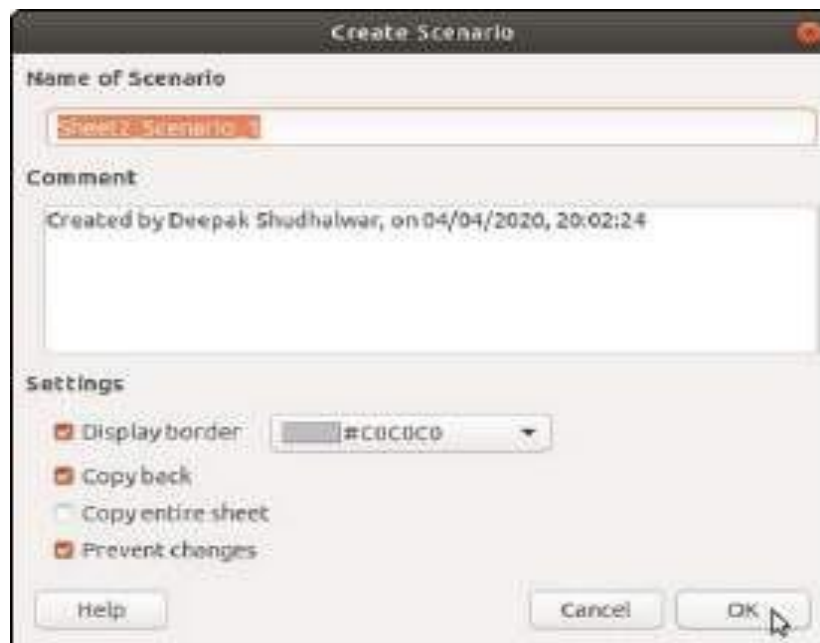 Create Scenario
Name of Scenario
Sheet2_Scenario_1
Comment
Created by Deepak Shudhalwar, on 04/04/2020, 20:02:24
Settings
Display border #C0C0C0
Copy back
Copy entire sheet
Prevent changes
Help Cancel OK